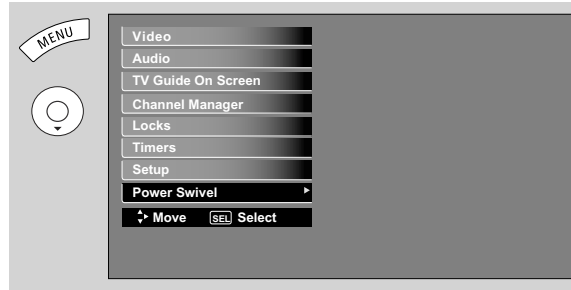 MENU
Video
Audio
TV Guide On Screen
Channel Manager
Locks
Timers
Setup
Power Swivel
Move SEL Select